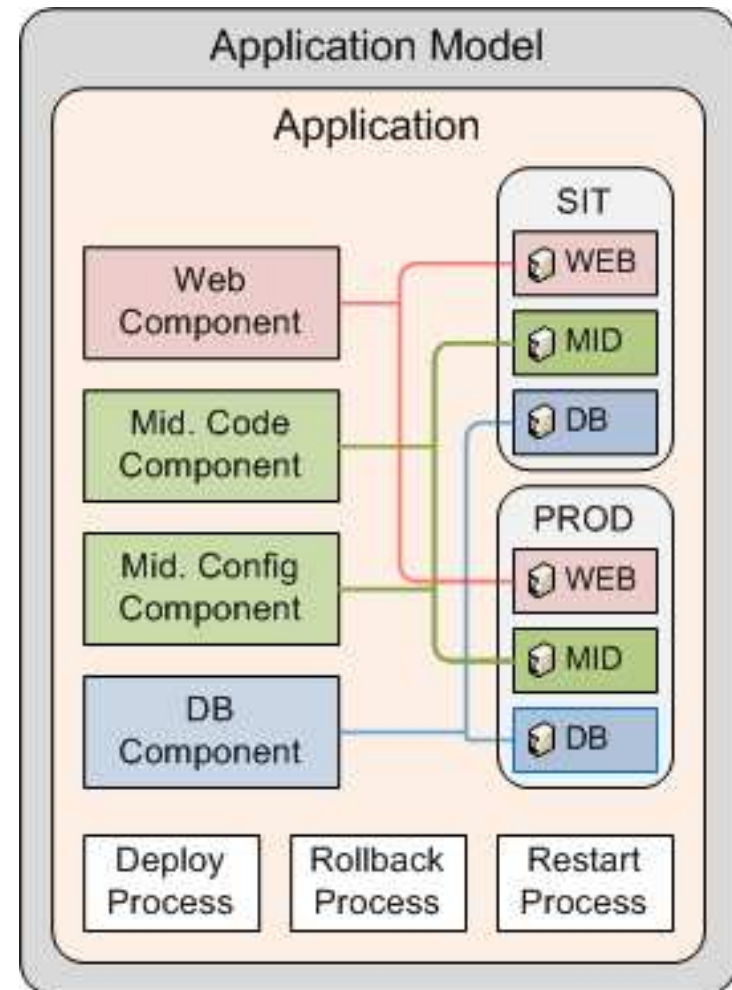 Application Model
Application
Web
Component
Mid. Code
Component
Mid. Config
Component
DB
Component
SIT
WEB
MID
DB
PROD
WEB
MID
DB
Deploy
Process
Rollback
Process
Restart
Process